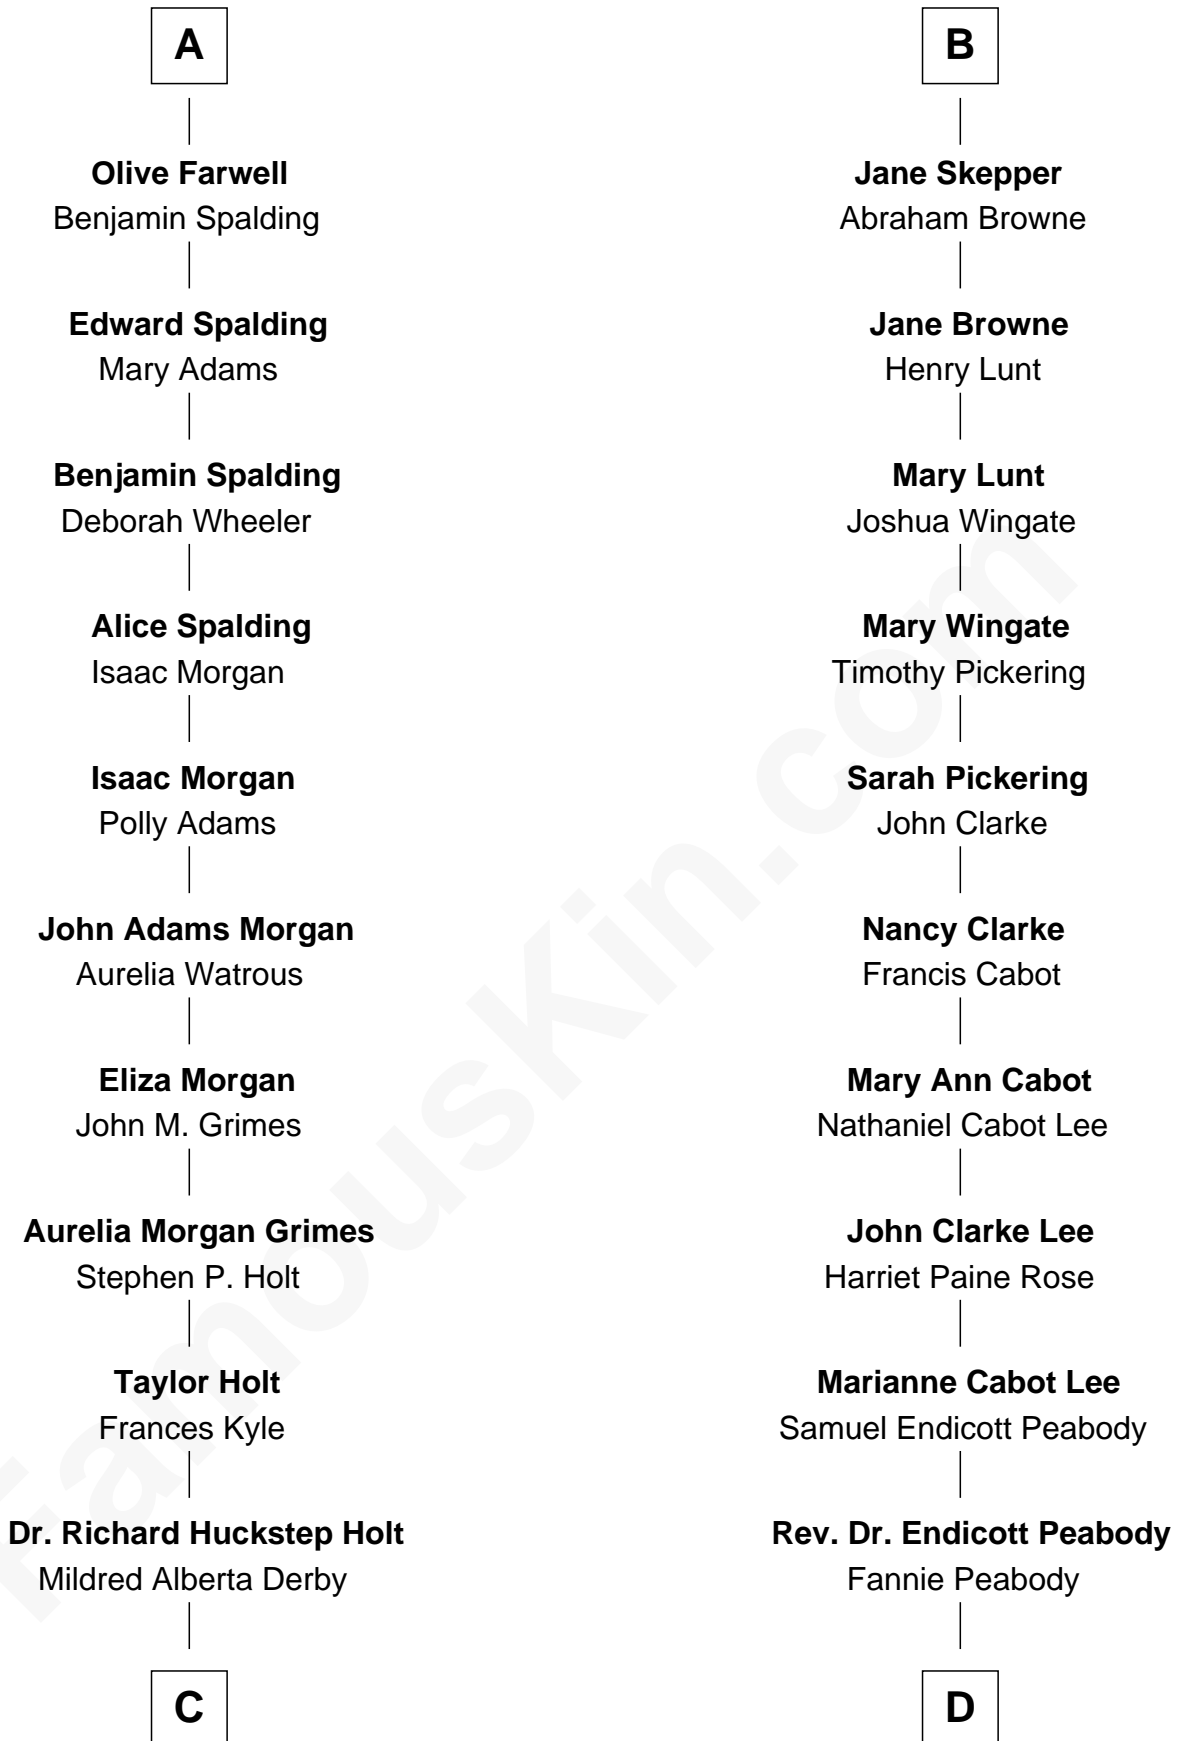 A
Olive Farwell
Benjamin Spalding
Edward Spalding
Mary Adams
Benjamin Spalding
Deborah Wheeler
Alice Spalding
Isaac Morgan
Isaac Morgan
Polly Adams
John Adams Morgan
Aurelia Watrous
Eliza Morgan
John M. Grimes
Aurelia Morgan Grimes
Stephen P. Holt
Taylor Holt
Frances Kyle
Dr. Richard Huckstep Holt
Mildred Alberta Derby
C
B
Jane Skepper
Abraham Browne
Jane Browne
Henry Lunt
Mary Lunt
Joshua Wingate
Mary Wingate
Timothy Pickering
Sarah Pickering
John Clarke
Nancy Clarke
Francis Cabot
Mary Ann Cabot
Nathaniel Cabot Lee
John Clarke Lee
Harriet Paine Rose
Marianne Cabot Lee
Samuel Endicott Peabody
Rev. Dr. Endicott Peabody
Fannie Peabody
D
FamousKin.com